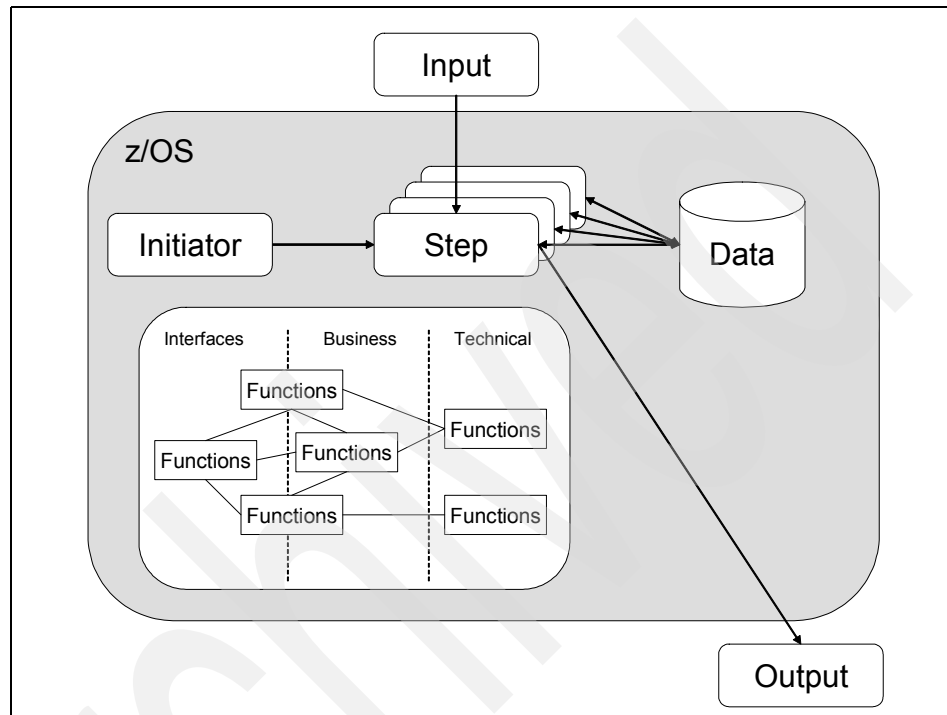 Input
z/OS
Initiator
Step
Data
Interfaces
Business
Technical
Functions
Functions
Functions
Functions
Functions
Functions
Output